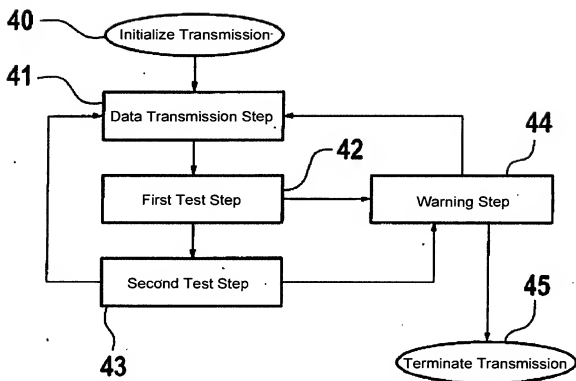 40
Initialize Transmission
41
Data Transmission Step
42
First Test Step
43
Second Test Step
44
Warning Step
45
Terminate Transmission